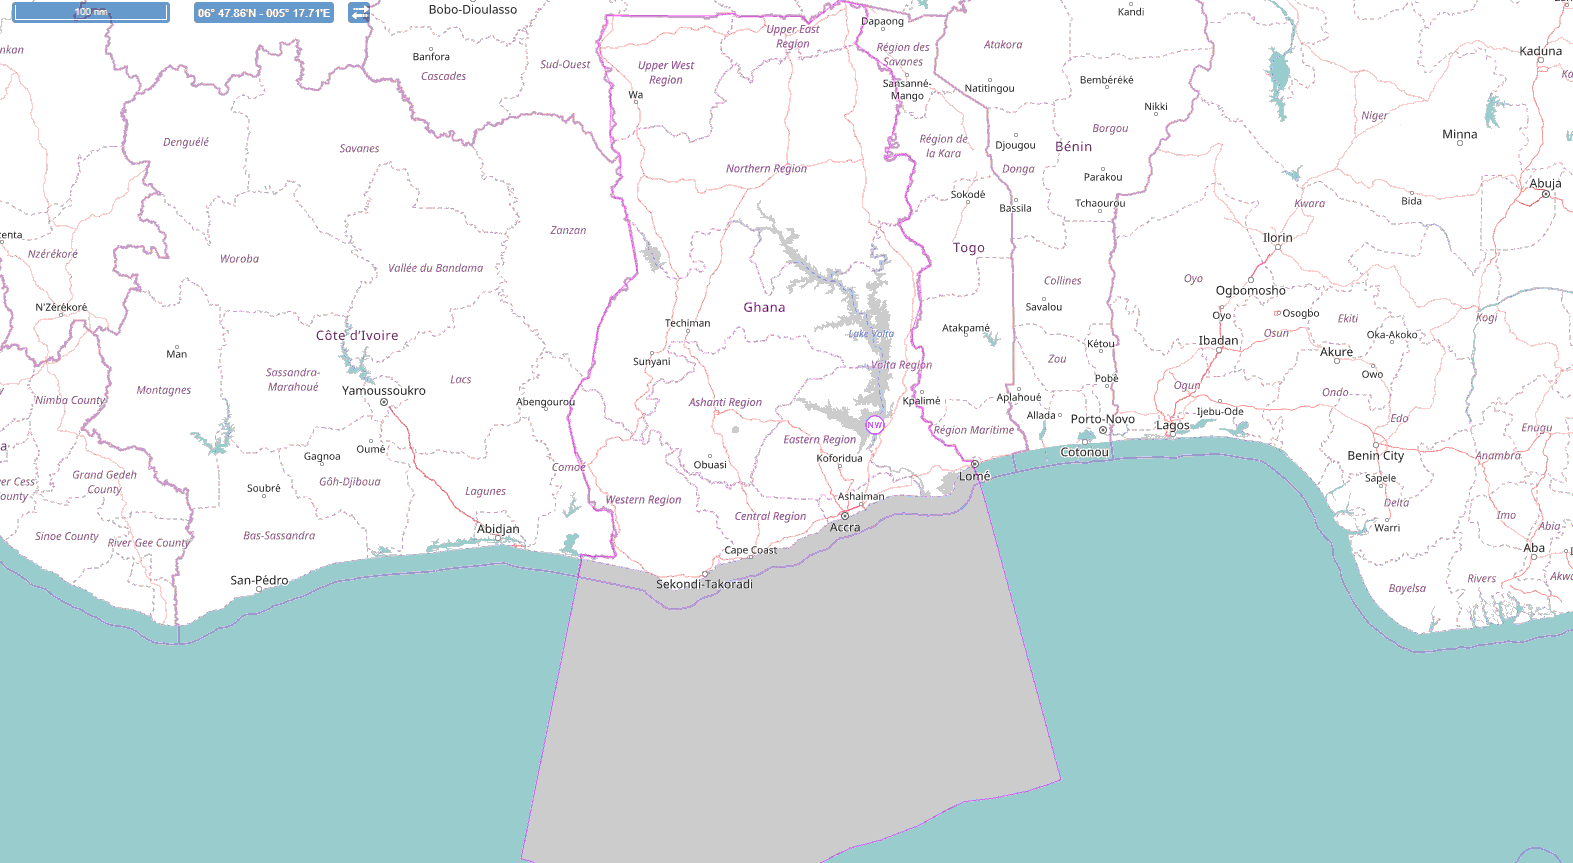 100 nm
06° 47.86'N - 005° 17.71'E
Bobo-Dioulasso
Dapaong
Kandi
nkan
Banfora
Cascades
Sud-Ouest
Upper East
Region
Région des
Savanes
Atakora
Kaduna
Upper West
Region
Wa
Sansanné-
Mango
Natitingou
Bembéréké
Nikki
Niger
Minna
Denguélé
Savanes
Northern Region
Région de
la Kara
Djougou
Borgou
Bénin
Donga
Parakou
Abuja
Sokodé
Bassila
Tchaourou
Kwara
Bida
enta
Nzérékoré
Woroba
Vallée du Bandama
Zanzan
Togo
Ilorin
Oyo
Collines
Ogbomosho
N'Zérékoré
Ghana
Savalou
Oyo
Osogbo
Ekiti
Kogi
Côte d'Ivoire
Techiman
Lake Volta
Atakpamé
Osun
Oka-Akoko
Man
Sassandra-
Marahoué
Lacs
Sunyani
Volta Region
Kétou
Zou
Ibadan
Akure
Owo
Montagnes
Yamoussoukro
Pobè
Ogun
Ondo
Nimba County
Abengourou
Ashanti Region
Kpalimé
Aplahoué
Allada
Porto-Novo
Ijebu-Ode
Edo
Lagos
NW
Région Maritime
Enugu
Eastern Region
Oumé
Gagnoa
Cotonou
Benin City
Anambra
Koforidua
Obuasi
Comoé
Lomé
Grand Gedeh
County
Gôh-Djiboua
Sapele
Soubré
Lagunes
Western Region
Ashaiman
Delta
Central Region
Accra
Imo
Abia
Warri
Abidjan
Sinoe County
River Gee County
Bas-Sassandra
Cape Coast
Aba
San-Pédro
Sekondi-Takoradi
Bayelsa
Rivers